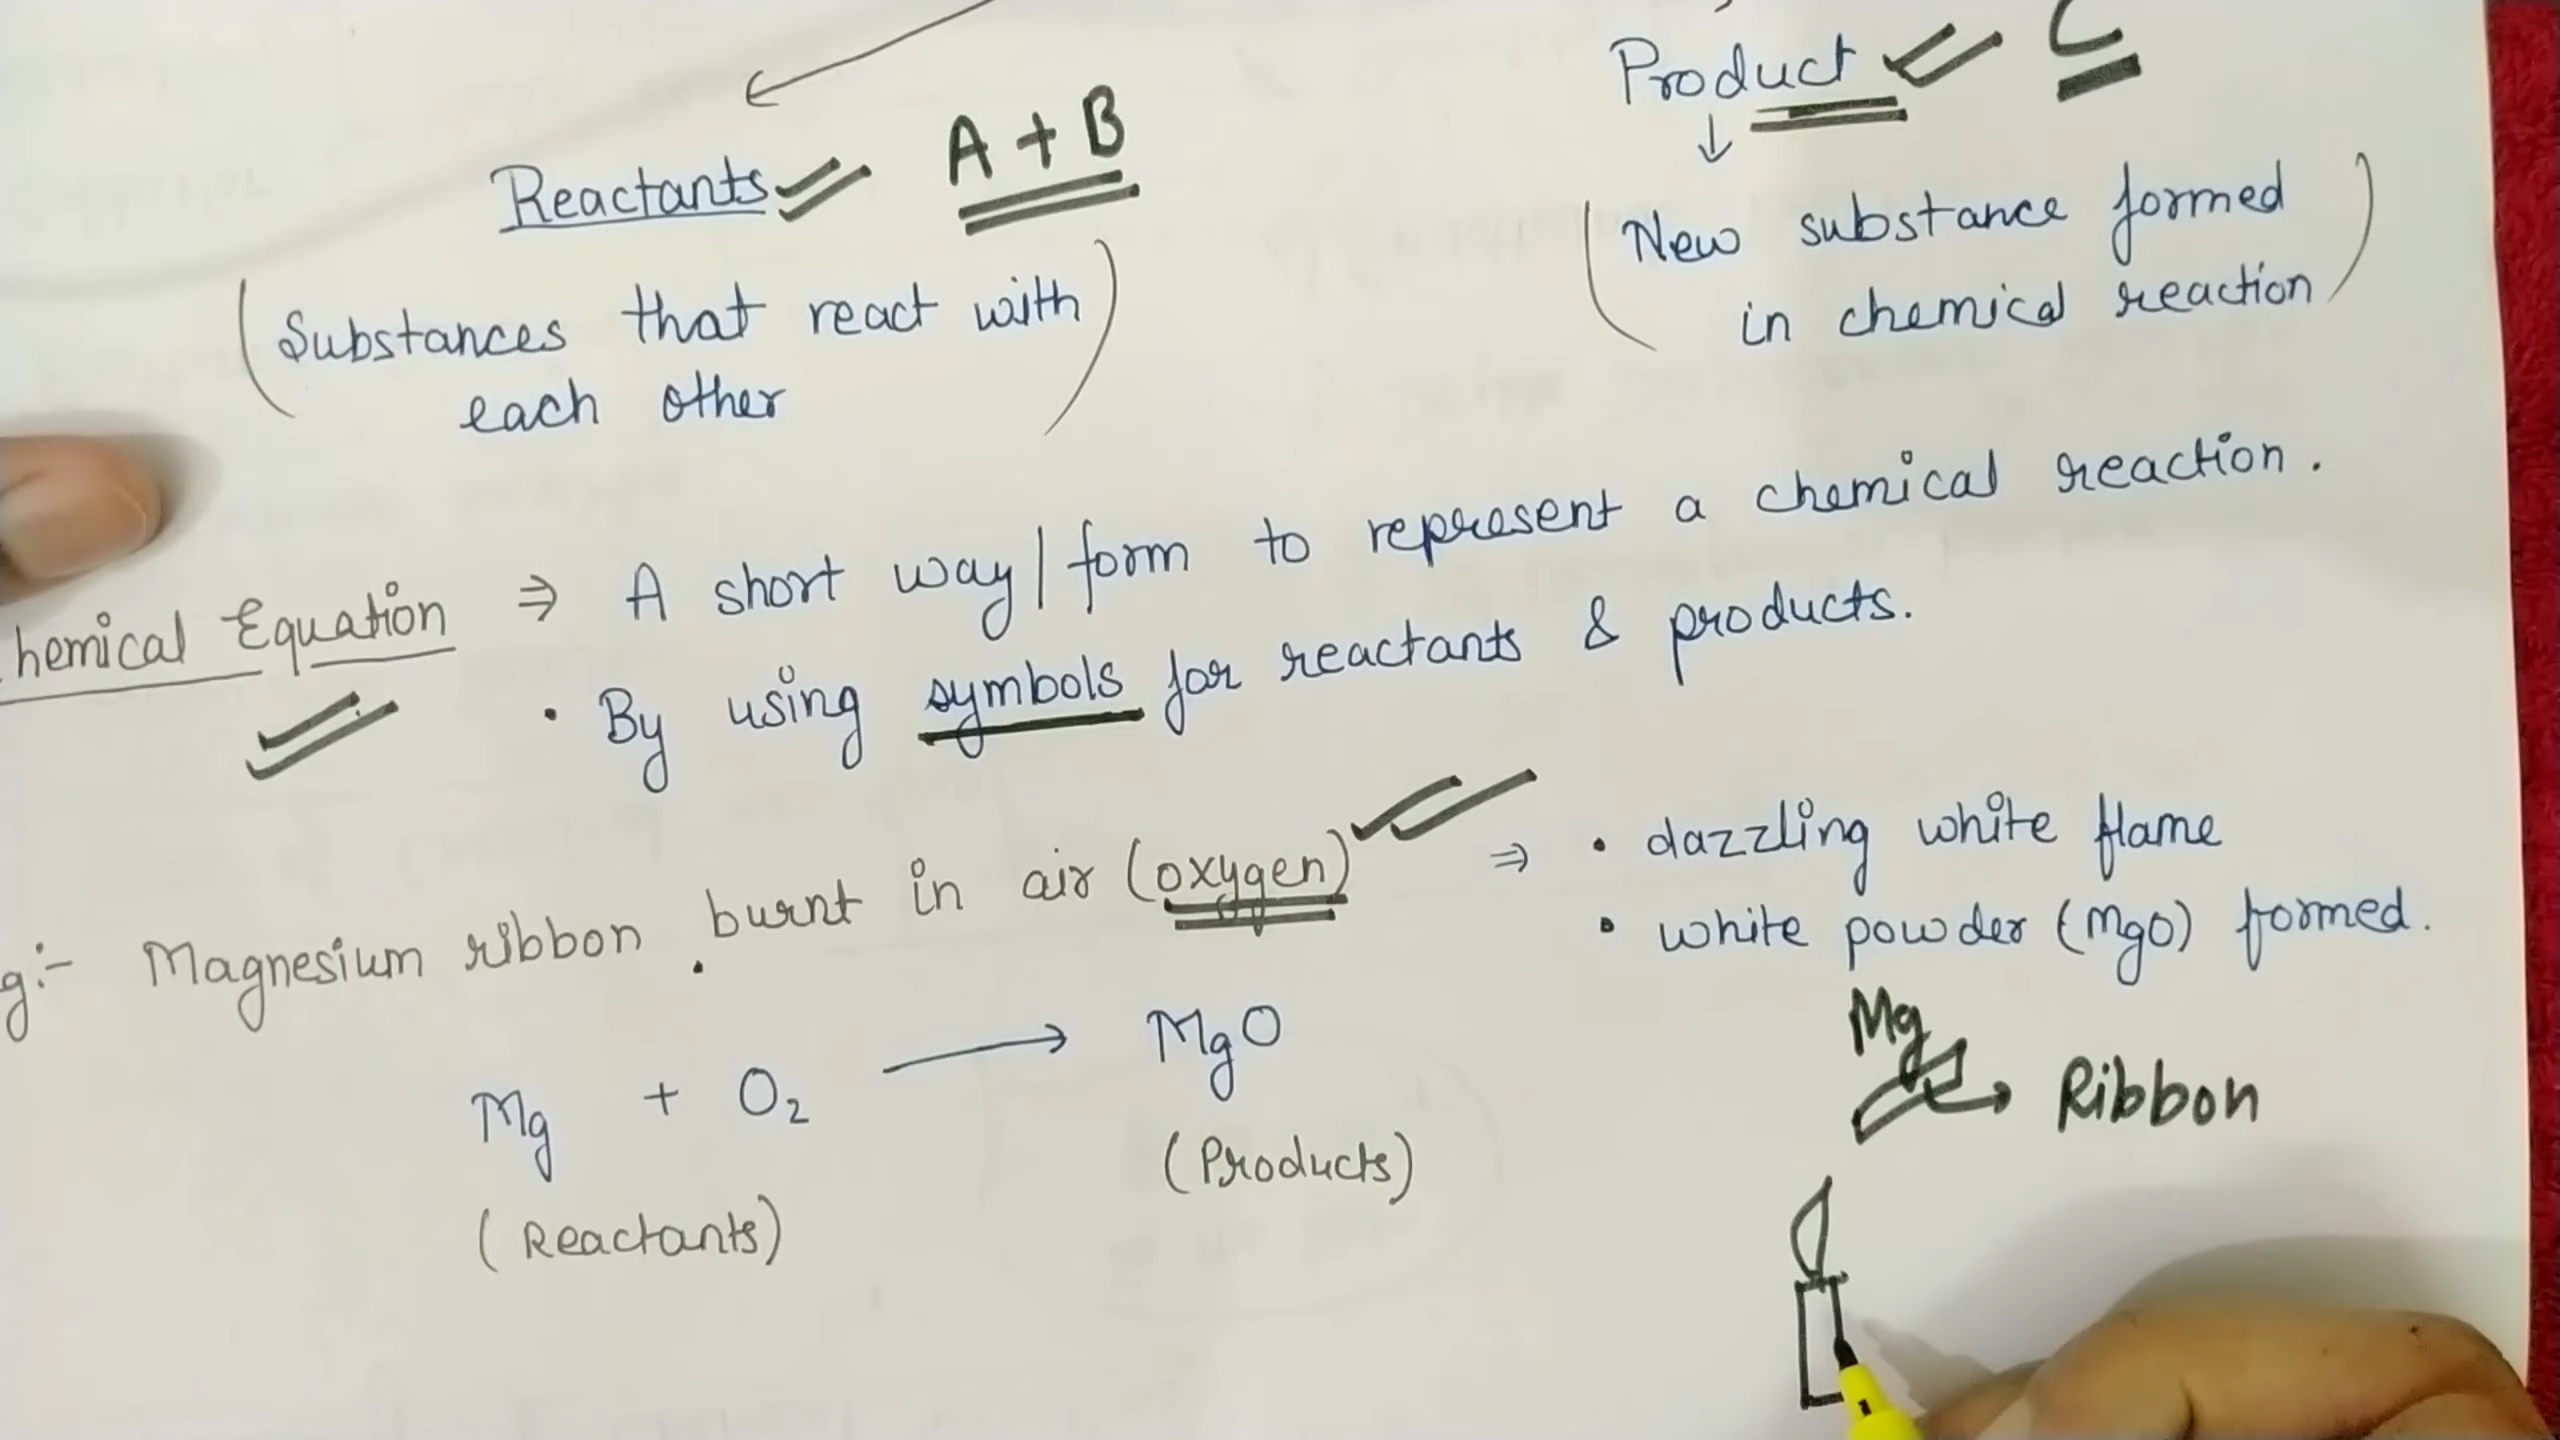 Product C
Reactants A + B
(New substance formed
in chemical reaction)
(Substances that react with
each other)
hemical Equation ⇒ A short way/form to represent a chemical reaction.
• By using symbols for reactants & products.
g:- Magnesium ribbon burnt in air (oxygen) ⇒ • dazzling white flame
• white powder (MgO) formed.
Mg + O₂ → MgO
(Reactants) (Products)
Mg
Ribbon